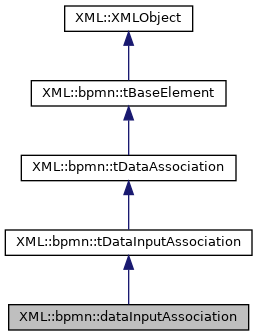 XML::XMLObject
XML::bpmn::tBaseElement
XML::bpmn::tDataAssociation
XML::bpmn::tDataInputAssociation
XML::bpmn::dataInputAssociation